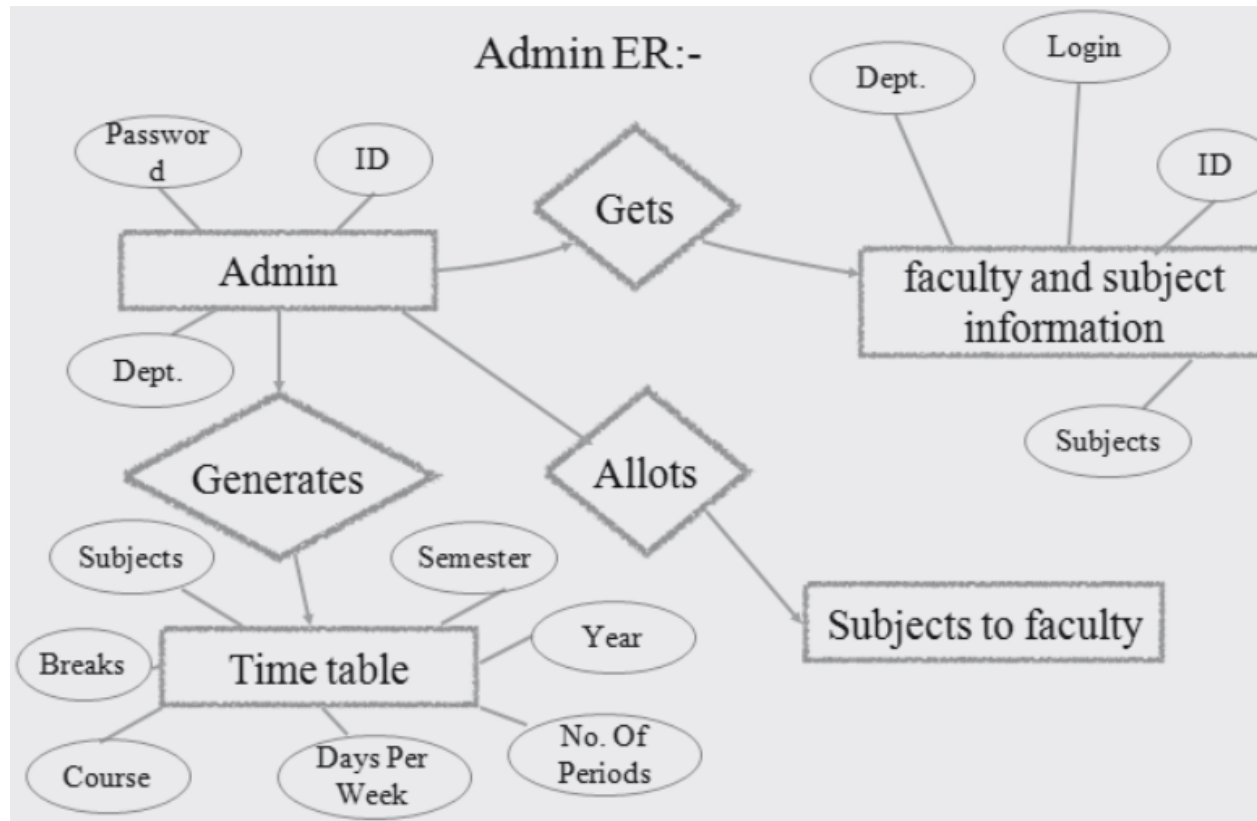 Admin ER:-
Login
Dept.
Passwor
d
ID
ID
Gets
Admin
faculty and subject
information
Dept.
Subjects
Allots
Generates
Subjects
Semester
Subjects to faculty
Year
Breaks
Time table
No. Of
Periods
Course
Days Per
Week